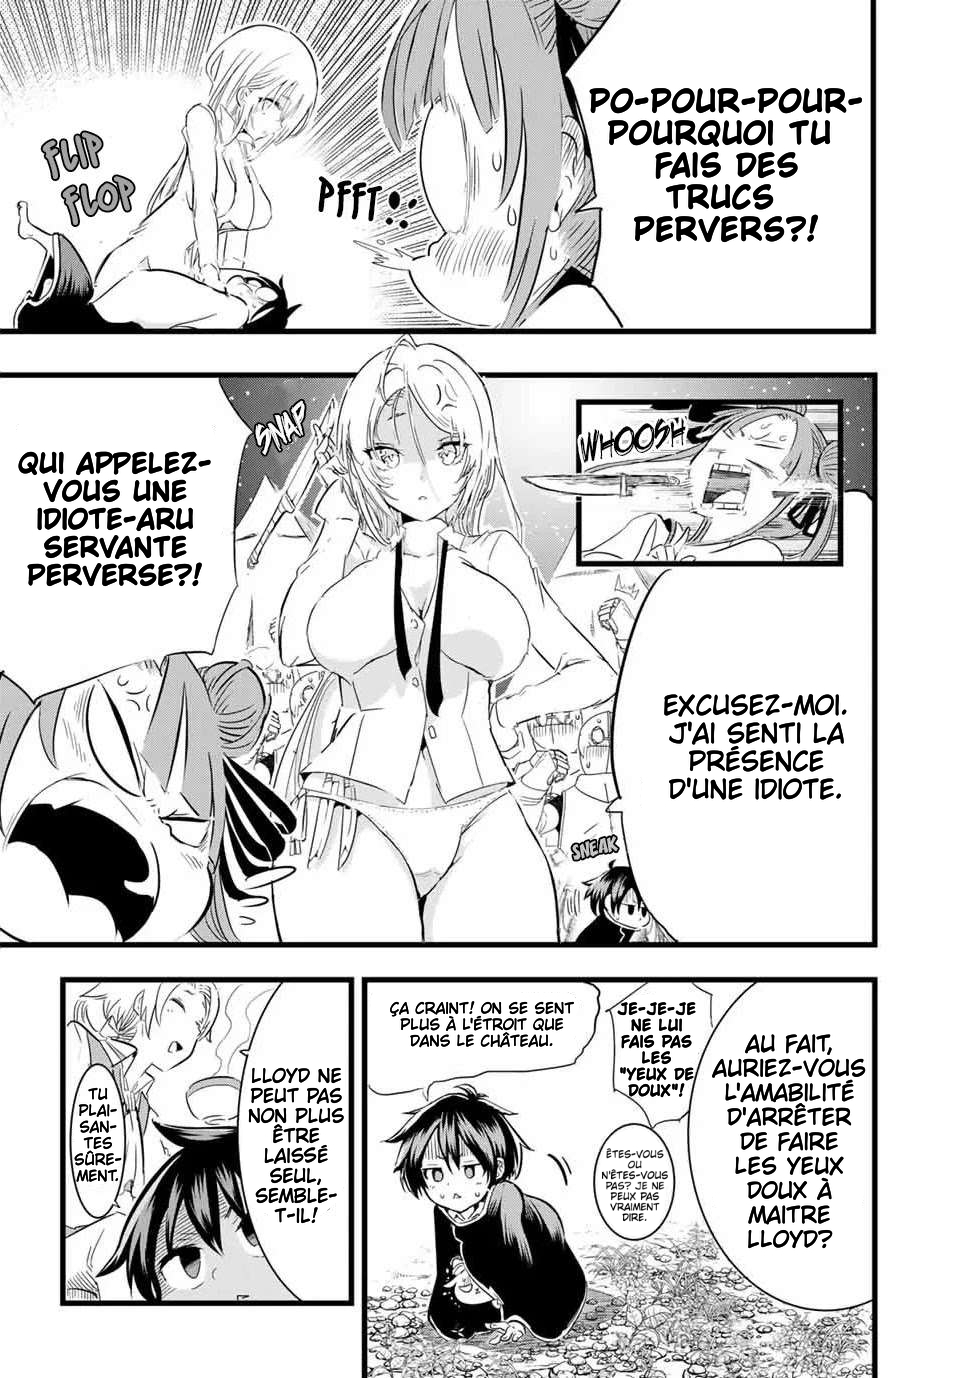 PO-POUR-POUR-
POURQUOI TU
FAIS DES
TRUCS
PERVERS?!
PFFT
FLIP
FLOP
WHOOSH
SNAP
QUI APPELEZ-
VOUS UNE
IDIOTE-ARU
SERVANTE
PERVERSE?!
EXCUSEZ-MOI.
J'AI SENTI LA
PRÉSENCE
D'UNE IDIOTE.
SNEAK
AU FAIT,
AURIEZ-VOUS
L'AMABILITÉ
D'ARRÊTER
DE FAIRE
LES YEUX
DOUX À
MAITRE
LLOYD?
JE-JE-JE
NE LUI
FAIS PAS
LES
"YEUX DE
DOUX"!
ÊTES-VOUS
OU
N'ÊTES-VOUS
PAS? JE NE
PEUX PAS
VRAIMENT
DIRE.
ÇA CRAINT! ON SE SENT
PLUS À L'ÉTROIT QUE
DANS LE CHÂTEAU.
LLOYD NE
PEUT PAS
NON PLUS
ÊTRE
LAISSÉ
SEUL,
SEMBLE-
T-IL!
TU
PLAI-
SAN-
TES
SÛRE-
MENT.